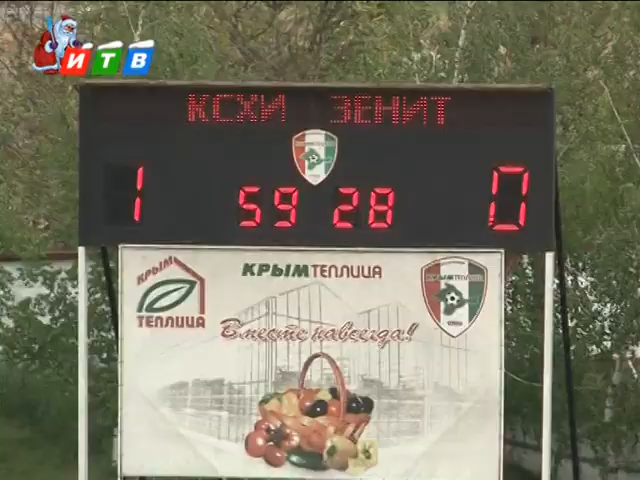 ИТВ
КСХИ ЗЕНИТ
1 59 28 0
КРЫМ ТЕПЛИЦА
КРЫМТЕПЛИЦА
Вместе навсегда!